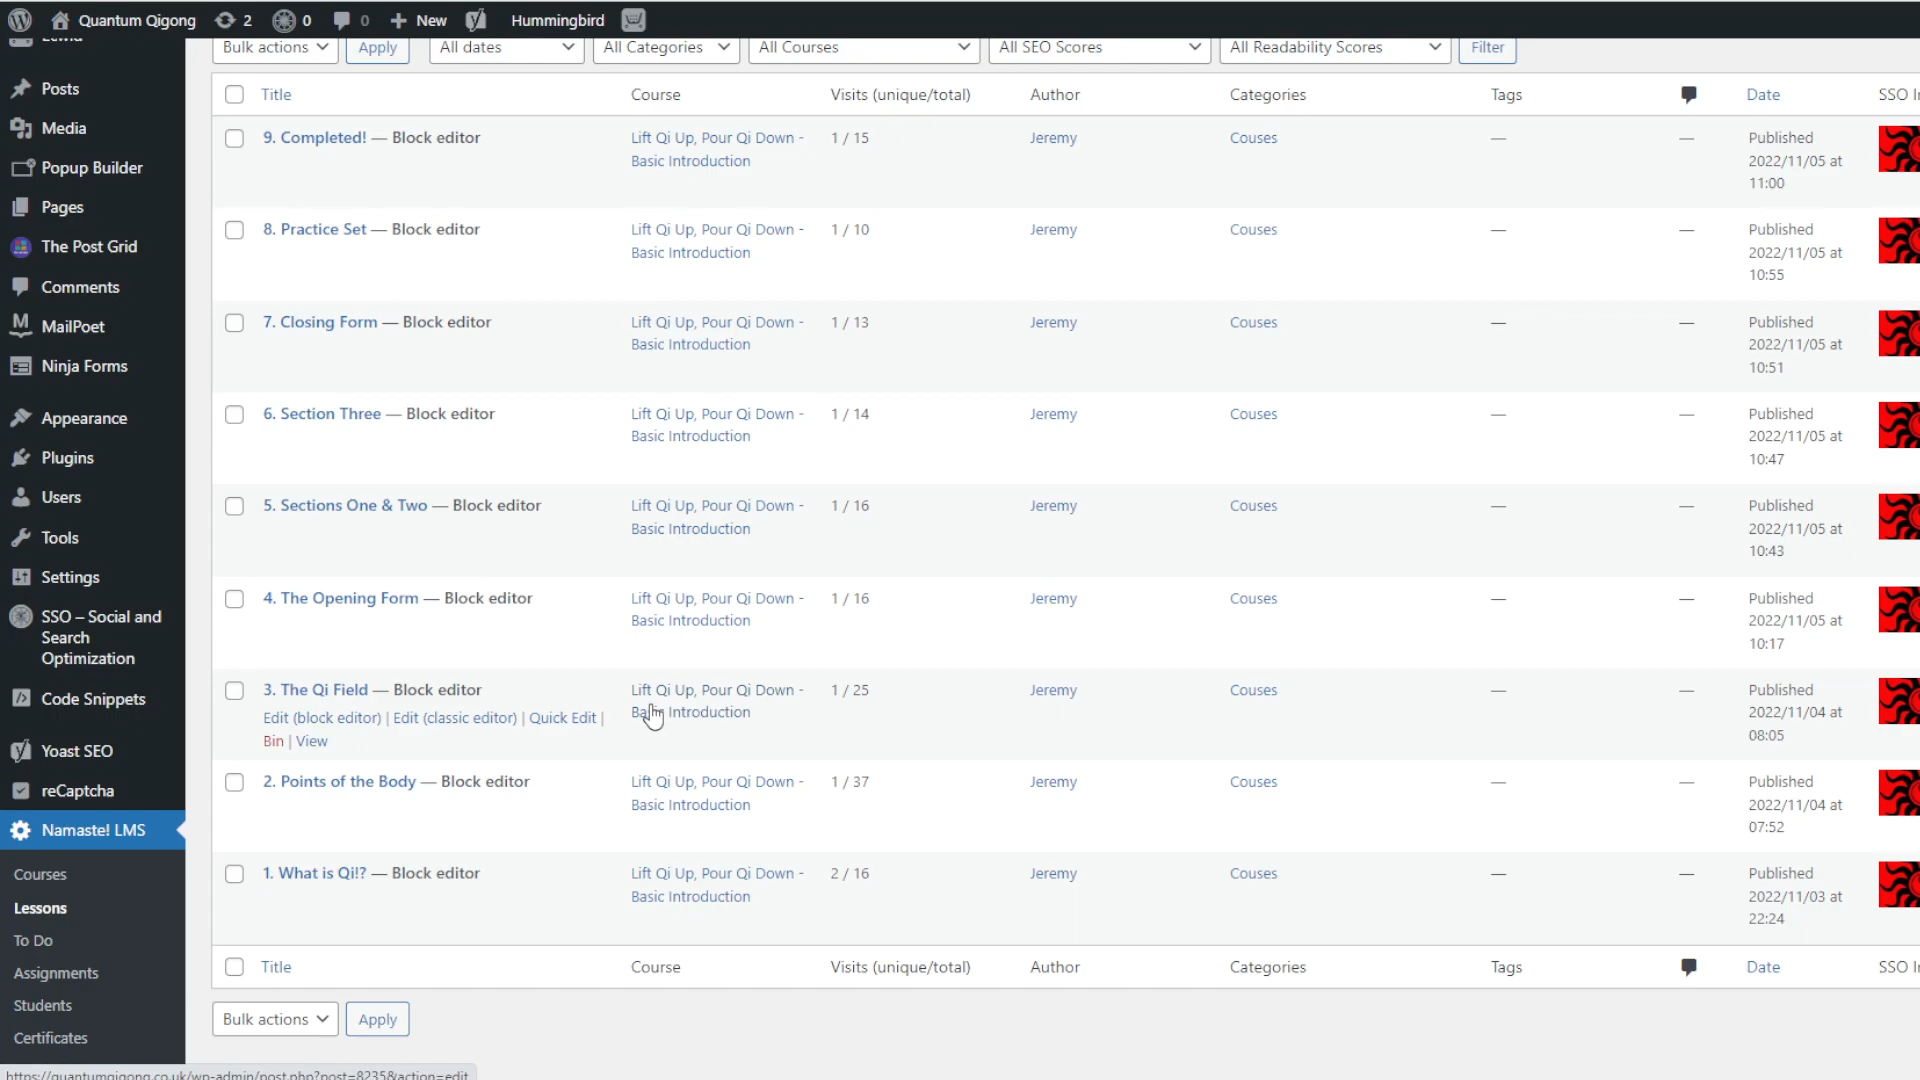 Quantum Qigong 2 0 0 New Hummingbird
Bulk actions Apply All dates All Categories All Courses All SEO Scores All Readability Scores Filter
Posts
Media
Popup Builder
Pages
The Post Grid
Comments
MailPoet
Ninja Forms
Appearance
Plugins
Users
Tools
Settings
SSO – Social and
Search
Optimization
Code Snippets
Yoast SEO
reCaptcha
Namaste! LMS
Courses
Lessons
To Do
Assignments
Students
Certificates
Title Course Visits (unique/total) Author Categories Tags Date SSO
9. Completed! — Block editor Lift Qi Up, Pour Qi Down - 1 / 15 Jeremy Couses — — Published
Basic Introduction 2022/11/05 at
11:00
8. Practice Set — Block editor Lift Qi Up, Pour Qi Down - 1 / 10 Jeremy Couses — — Published
Basic Introduction 2022/11/05 at
10:55
7. Closing Form — Block editor Lift Qi Up, Pour Qi Down - 1 / 13 Jeremy Couses — — Published
Basic Introduction 2022/11/05 at
10:51
6. Section Three — Block editor Lift Qi Up, Pour Qi Down - 1 / 14 Jeremy Couses — — Published
Basic Introduction 2022/11/05 at
10:47
5. Sections One & Two — Block editor Lift Qi Up, Pour Qi Down - 1 / 16 Jeremy Couses — — Published
Basic Introduction 2022/11/05 at
10:43
4. The Opening Form — Block editor Lift Qi Up, Pour Qi Down - 1 / 16 Jeremy Couses — — Published
Basic Introduction 2022/11/05 at
10:17
3. The Qi Field — Block editor Lift Qi Up, Pour Qi Down - 1 / 25 Jeremy Couses — — Published
Edit (block editor) | Edit (classic editor) | Quick Edit | Introduction 2022/11/04 at
Bin | View 08:05
2. Points of the Body — Block editor Lift Qi Up, Pour Qi Down - 1 / 37 Jeremy Couses — — Published
Basic Introduction 2022/11/04 at
07:52
1. What is Qi!? — Block editor Lift Qi Up, Pour Qi Down - 2 / 16 Jeremy Couses — — Published
Basic Introduction 2022/11/03 at
22:24
Title Course Visits (unique/total) Author Categories Tags Date SSO
Bulk actions Apply
https://quantumqigong.co.uk/wp-admin/post.php?post=8235&action=edit